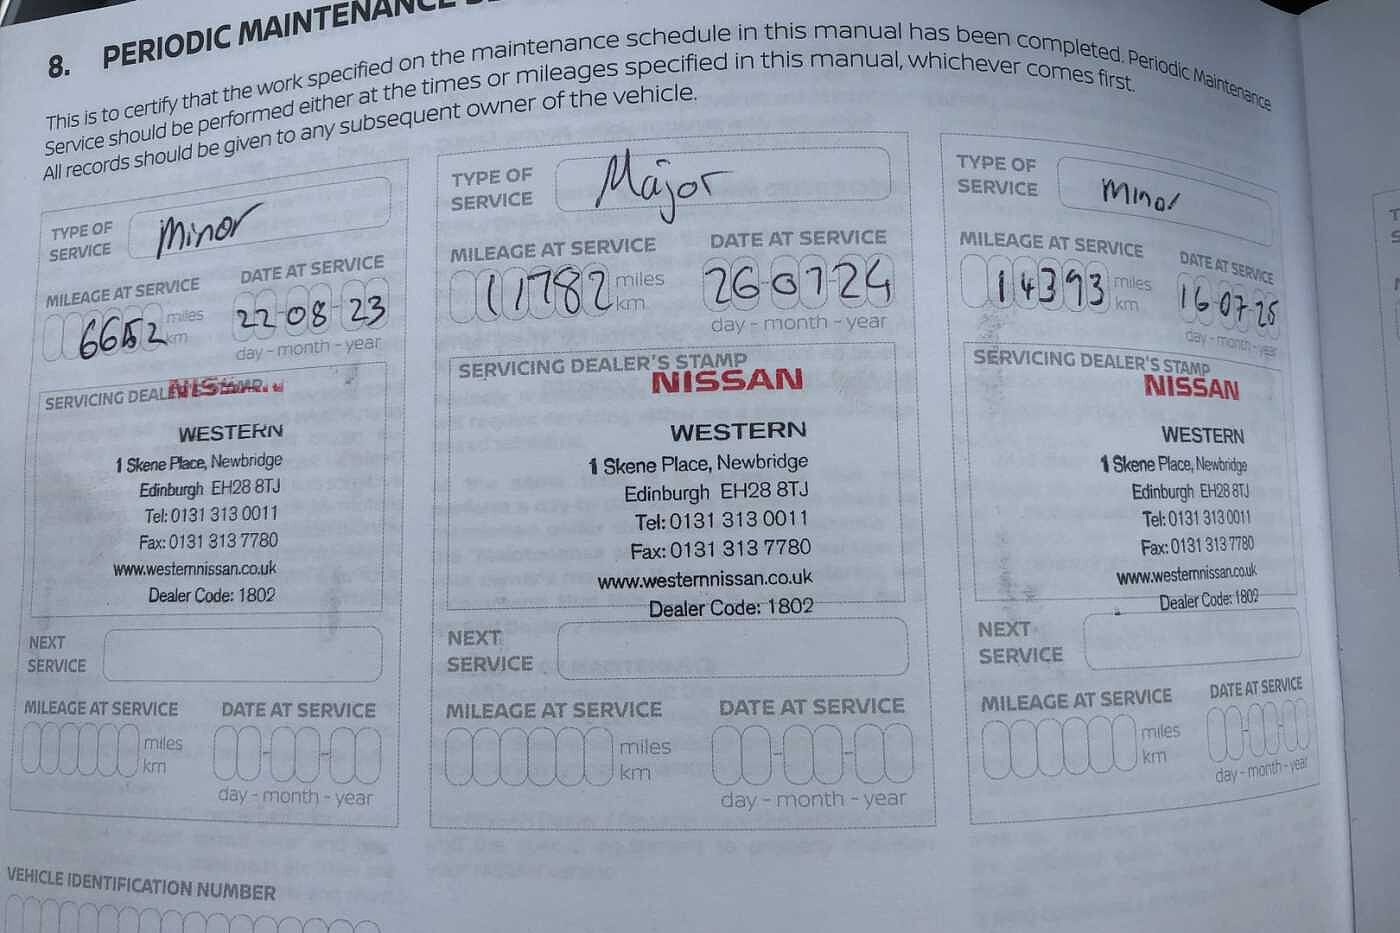 8. PERIODIC MAINTENANCE
This is to certify that the work specified on the maintenance schedule in this manual has been completed. Periodic Maintenance
Service should be performed either at the times or mileages specified in this manual, whichever comes first.
All records should be given to any subsequent owner of the vehicle.
TYPE OF
SERVICE
Minor
MILEAGE AT SERVICE
DATE AT SERVICE
6652
miles
km
22-08-23
day - month - year
SERVICING DEALER'S STAMP
NISSAN
WESTERN
1 Skene Place, Newbridge
Edinburgh EH28 8TJ
Tel: 0131 313 0011
Fax: 0131 313 7780
www.westernnissan.co.uk
Dealer Code: 1802
NEXT
SERVICE
MILEAGE AT SERVICE
DATE AT SERVICE
miles
km
day - month - year
TYPE OF
SERVICE
Major
MILEAGE AT SERVICE
DATE AT SERVICE
11782
miles
km
26-07-24
day - month - year
SERVICING DEALER'S STAMP
NISSAN
WESTERN
1 Skene Place, Newbridge
Edinburgh EH28 8TJ
Tel: 0131 313 0011
Fax: 0131 313 7780
www.westernnissan.co.uk
Dealer Code: 1802
NEXT
SERVICE
MILEAGE AT SERVICE
DATE AT SERVICE
miles
km
day - month - year
TYPE OF
SERVICE
Minor
MILEAGE AT SERVICE
DATE AT SERVICE
14393
miles
km
16-07-25
day - month - year
SERVICING DEALER'S STAMP
NISSAN
WESTERN
1 Skene Place, Newbridge
Edinburgh EH28 8TJ
Tel: 0131 313 0011
Fax: 0131 313 7780
www.westernnissan.co.uk
Dealer Code: 1802
NEXT
SERVICE
MILEAGE AT SERVICE
DATE AT SERVICE
miles
km
day - month - year
VEHICLE IDENTIFICATION NUMBER